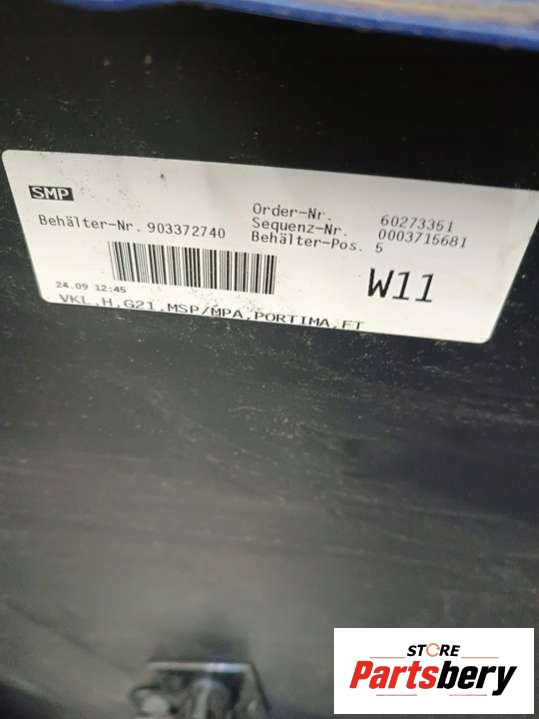 SMP
Order-Nr. 60273351
Behälter-Nr. 903372740
Sequenz-Nr. 0003715681
Behälter-Pos. 5
W11
24.09 12:45
VKL,H,G21,MSP/MPA,PORTIMA,FT
STORE
Partsbery